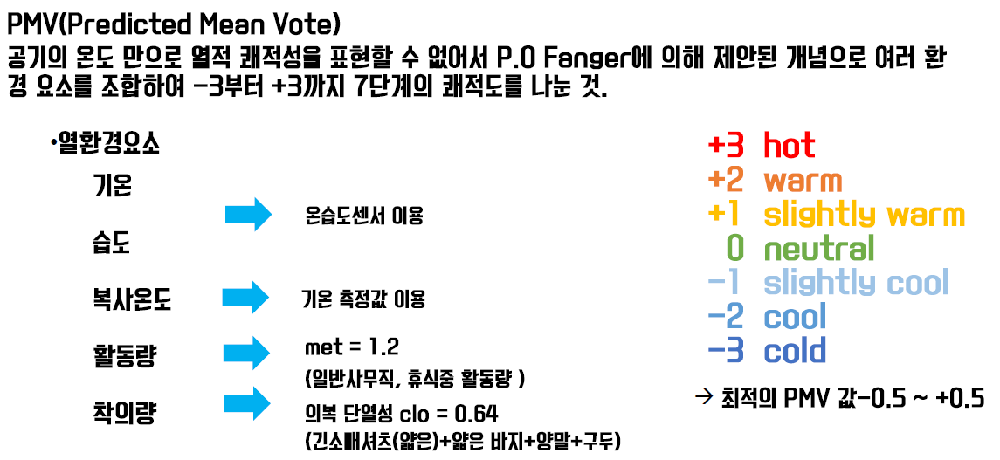 PMV(Predicted Mean Vote)
공기의 온도 만으로 열적 쾌적성을 표현할 수 없어서 P.O Fanger에 의해 제안된 개념으로 여러 환
경 요소를 조합하여 -3부터 +3까지 7단계의 쾌적도를 나눈 것.
•열환경요소
기온
습도
온습도센서 이용
복사온도
기온 측정값 이용
활동량
met = 1.2
(일반사무직, 휴식중 활동량 )
착의량
의복 단열성 clo = 0.64
(긴소매셔츠(얇은)+얇은 바지+양말+구두)
+3 hot
+2 warm
+1 slightly warm
0 neutral
-1 slightly cool
-2 cool
-3 cold
→ 최적의 PMV 값-0.5 ~ +0.5